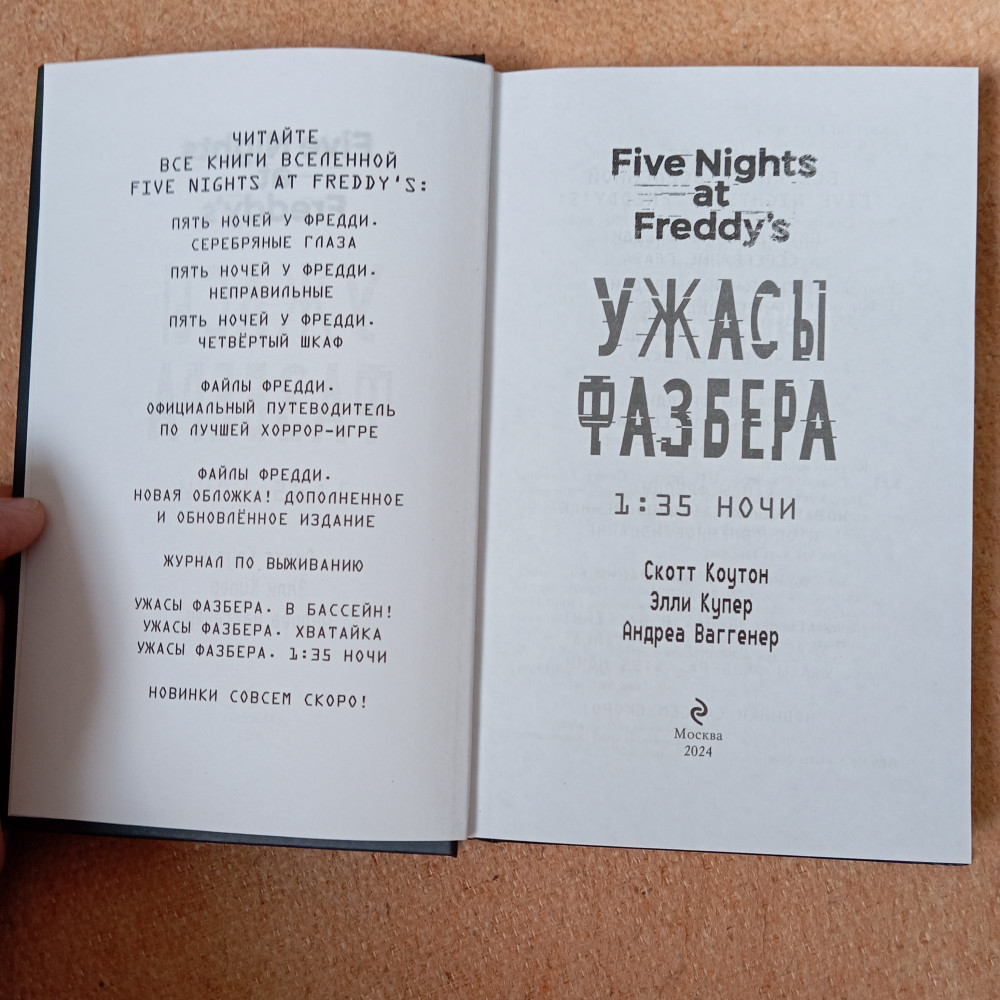 ЧИТАЙТЕ
ВСЕ КНИГИ ВСЕЛЕННОЙ
FIVE NIGHTS AT FREDDY'S:
ПЯТЬ НОЧЕЙ У ФРЕДДИ.
СЕРЕБРЯНЫЕ ГЛАЗА
ПЯТЬ НОЧЕЙ У ФРЕДДИ.
НЕПРАВИЛЬНЫЕ
ПЯТЬ НОЧЕЙ У ФРЕДДИ.
ЧЕТВЁРТЫЙ ШКАФ
ФАЙЛЫ ФРЕДДИ.
ОФИЦИАЛЬНЫЙ ПУТЕВОДИТЕЛЬ
ПО ЛУЧШЕЙ ХОРРОР-ИГРЕ
ФАЙЛЫ ФРЕДДИ.
НОВАЯ ОБЛОЖКА! ДОПОЛНЕННОЕ
И ОБНОВЛЁННОЕ ИЗДАНИЕ
ЖУРНАЛ ПО ВЫЖИВАНИЮ
УЖАСЫ ФАЗБЕРА. В БАССЕЙН!
УЖАСЫ ФАЗБЕРА. ХВАТАЙКА
УЖАСЫ ФАЗБЕРА. 1:35 НОЧИ
НОВИНКИ СОВСЕМ СКОРО!
Five Nights
at
Freddy's
УЖАСЫ
ФАЗБЕРА
1:35 НОЧИ
Скотт Коутон
Элли Купер
Андреа Ваггенер
Москва
2024